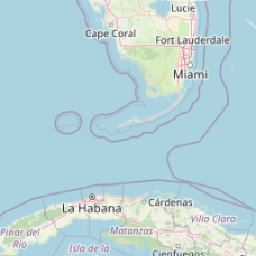 Lucie
Cape Coral
Fort Lauderdale
Miami
La Habana
Cárdenas
Pinar del
Río
Matanzas
Villa Clara
Isla de
la
Cienfuegos